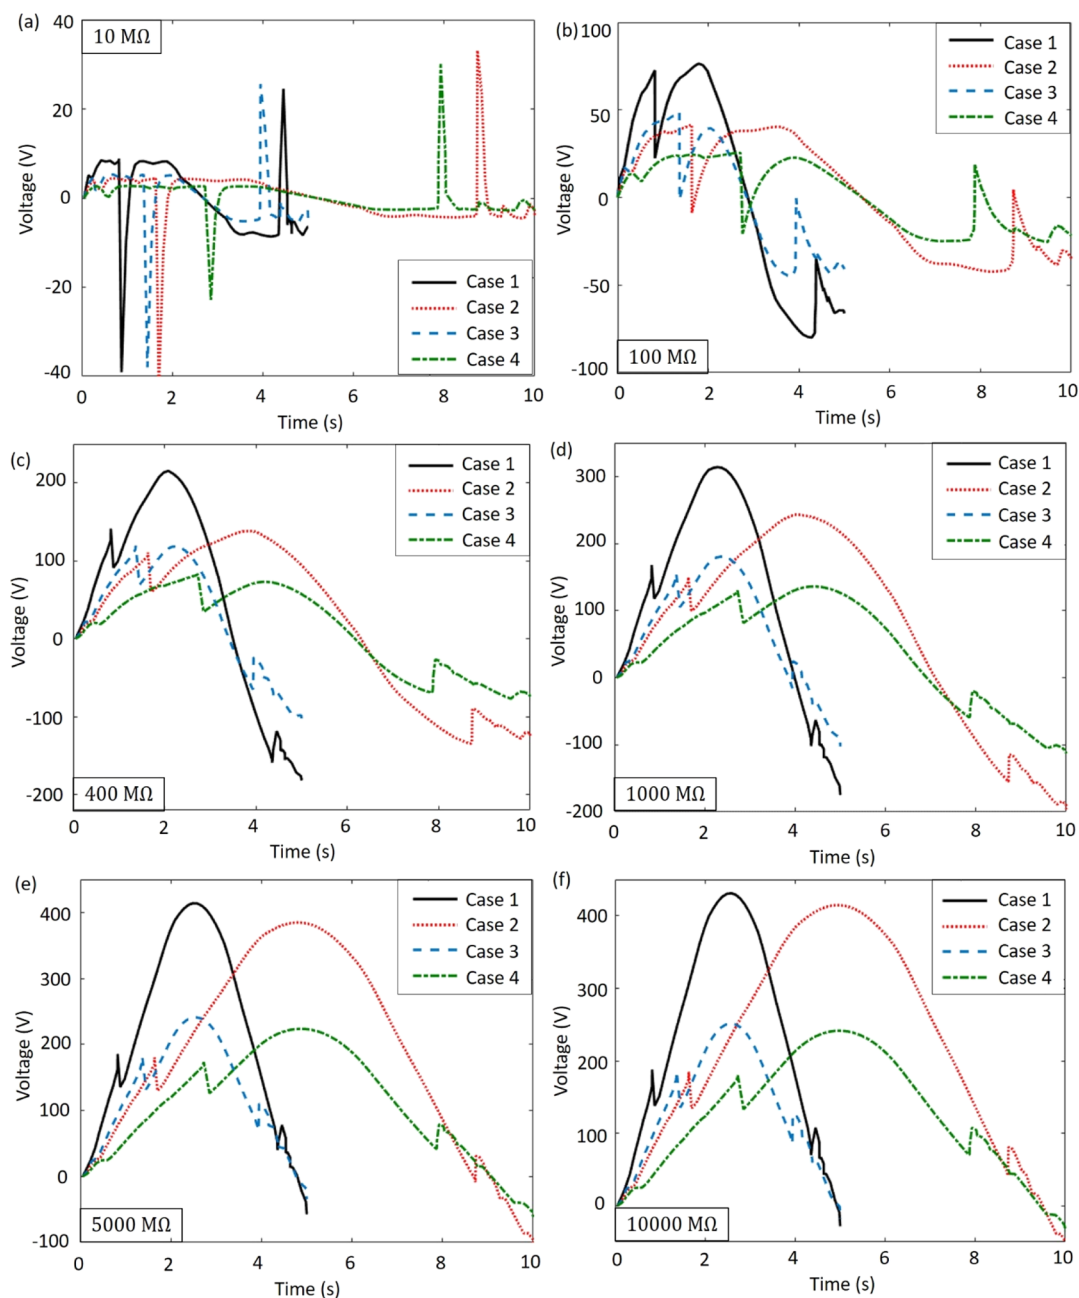 (a)
10 MΩ
40
20
0
-20
-40
Voltage (V)
Case 1
Case 2
Case 3
Case 4
0 2 4 6 8 10
Time (s)
(b)
100
50
0
-50
-100
Voltage (V)
Case 1
Case 2
Case 3
Case 4
100 MΩ
0 2 4 6 8 10
Time (s)
(c)
200
100
0
-100
-200
Voltage (V)
Case 1
Case 2
Case 3
Case 4
400 MΩ
0 2 4 6 8 10
Time (s)
(d)
300
200
100
0
-100
-200
Voltage (V)
Case 1
Case 2
Case 3
Case 4
1000 MΩ
0 2 4 6 8 10
Time (s)
(e)
400
300
200
100
0
-100
Voltage (V)
Case 1
Case 2
Case 3
Case 4
5000 MΩ
0 2 4 6 8 10
Time (s)
(f)
400
300
200
100
0
Voltage (V)
Case 1
Case 2
Case 3
Case 4
10000 MΩ
0 2 4 6 8 10
Time (s)